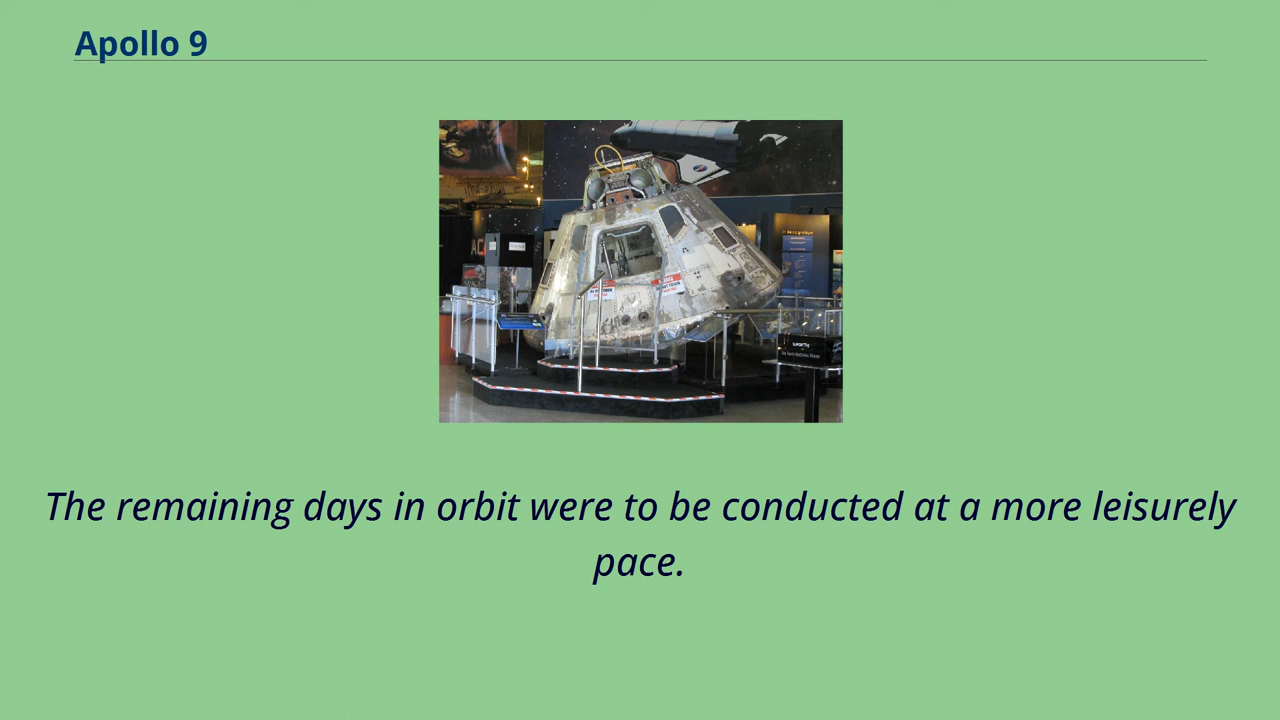 Apollo 9
The remaining days in orbit were to be conducted at a more leisurely
pace.